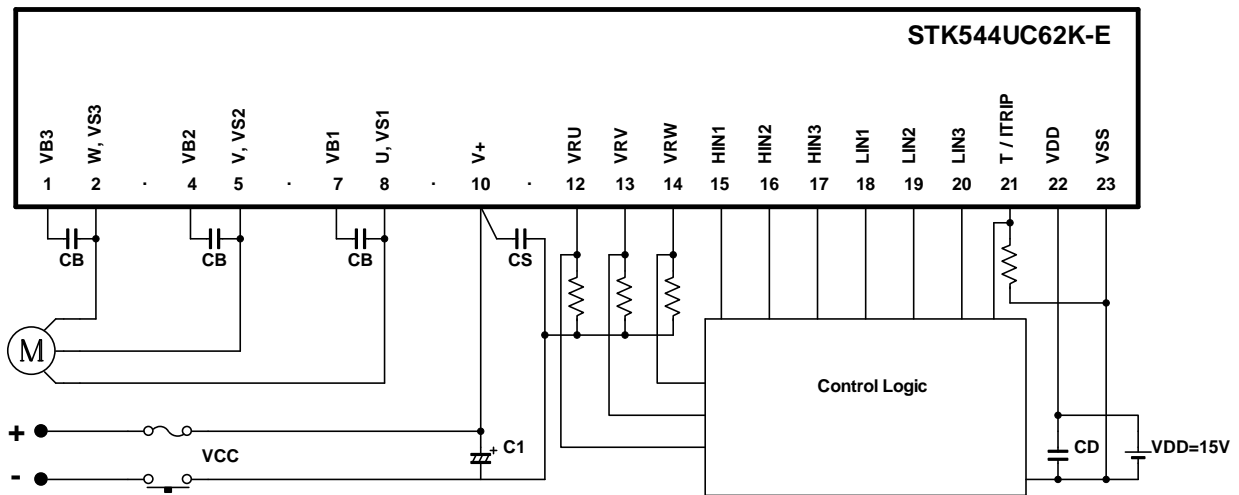 STK544UC62K-E
VB3
W, VS3
VB2
V, VS2
VB1
U, VS1
V+
VRU
VRV
VRW
HIN1
HIN2
HIN3
LIN1
LIN2
LIN3
T / ITRIP
VDD
VSS
1 2 · 4 5 · 7 8 · 10 · 12 13 14 15 16 17 18 19 20 21 22 23
CB CB CB CS
M
Control Logic
+
VCC
+ C1
CD
VDD=15V
-